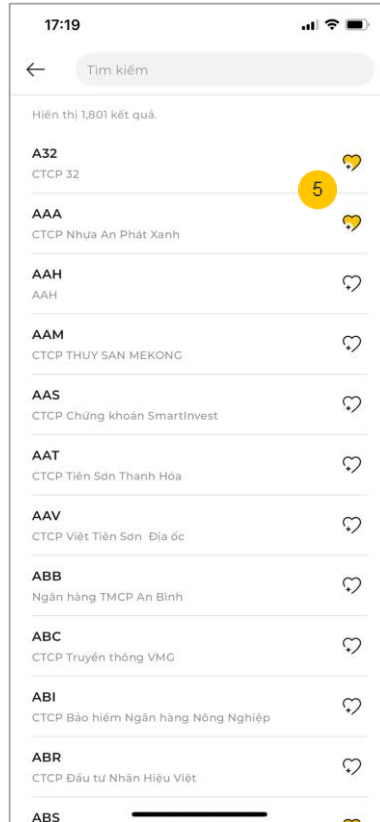 17:19
Tìm kiếm
Hiển thị 1,801 kết quả.
A32
CTCP 32
5
AAA
CTCP Nhựa An Phát Xanh
AAH
AAH
AAM
CTCP THUY SAN MEKONG
AAS
CTCP Chứng khoán SmartInvest
AAT
CTCP Tiên Sơn Thanh Hóa
AAV
CTCP Việt Tiên Sơn Địa ốc
ABB
Ngân hàng TMCP An Bình
ABC
CTCP Truyền thông VMG
ABI
CTCP Bảo hiểm Ngân hàng Nông Nghiệp
ABR
CTCP Đầu tư Nhãn Hiệu Việt
ABS